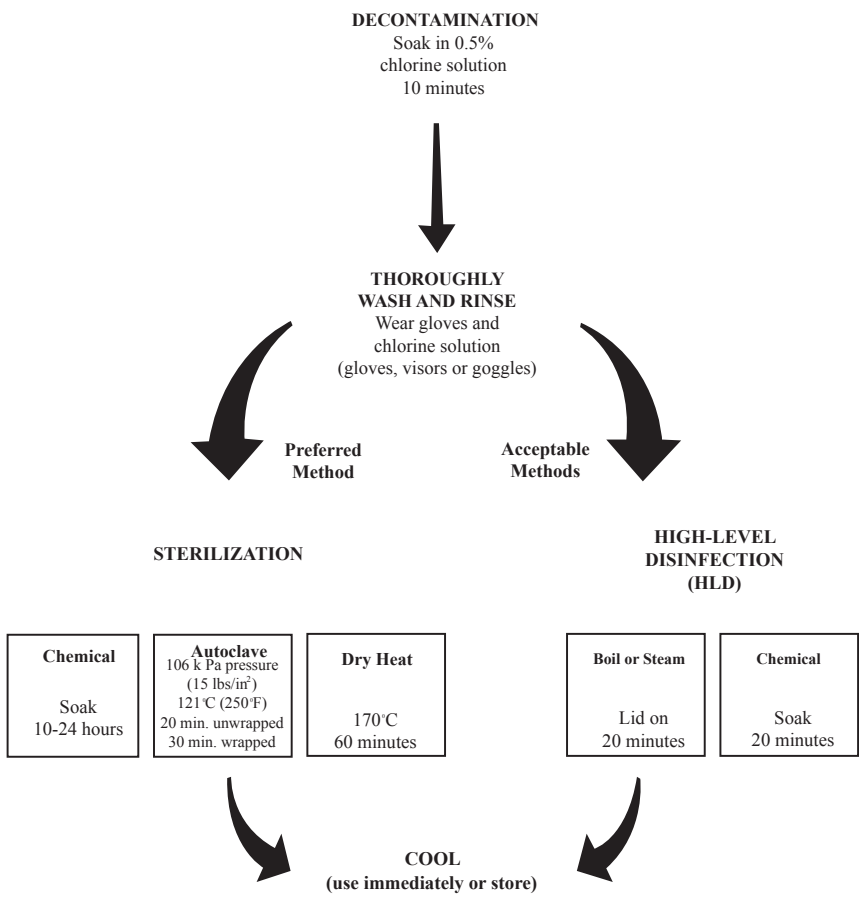 DECONTAMINATION
Soak in 0.5%
chlorine solution
10 minutes
THOROUGHLY
WASH AND RINSE
Wear gloves and
chlorine solution
(gloves, visors or goggles)
Preferred
Method
Acceptable
Methods
STERILIZATION
HIGH-LEVEL
DISINFECTION
(HLD)
Chemical
Soak
10-24 hours
Autoclave
106 k Pa pressure
(15 lbs/in²)
121°C (250°F)
20 min. unwrapped
30 min. wrapped
Dry Heat
170°C
60 minutes
Boil or Steam
Lid on
20 minutes
Chemical
Soak
20 minutes
COOL
(use immediately or store)